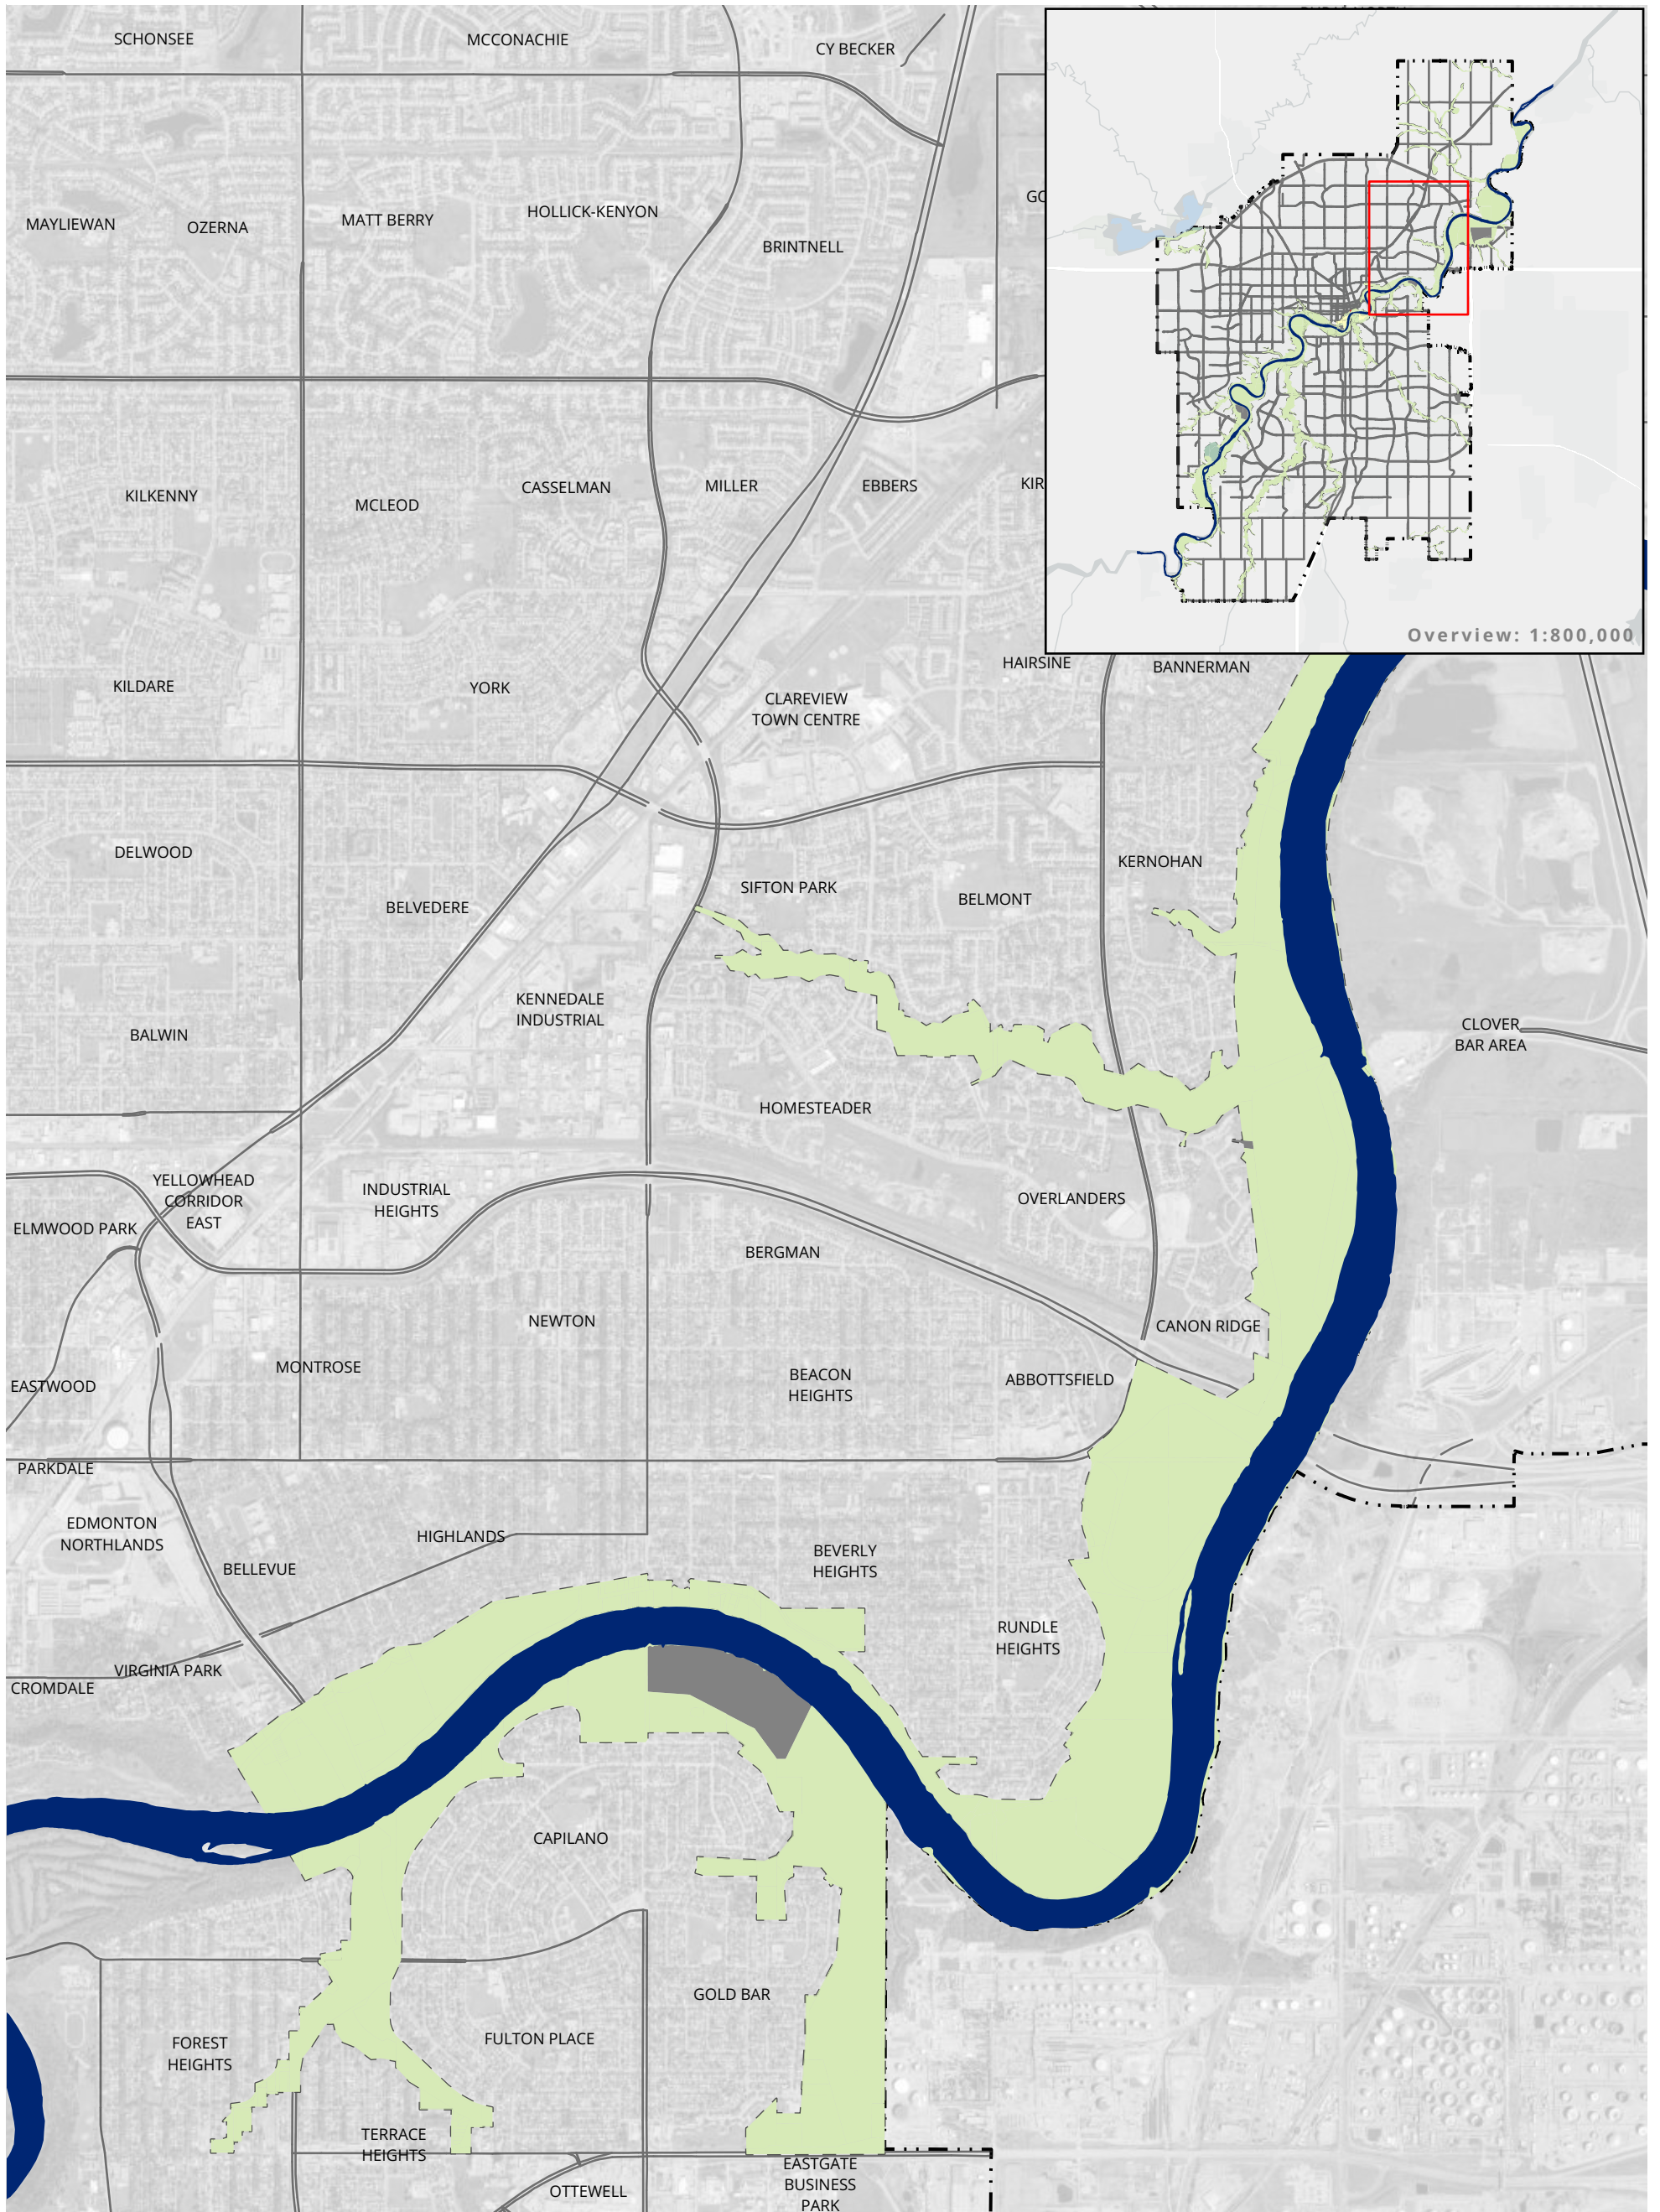 SCHONSEE
MCCONACHIE
CY BECKER
MAYLIEWAN
OZERNA
MATT BERRY
HOLLICK-KENYON
BRINTNELL
KILKENNY
MCLEOD
CASSELMAN
MILLER
EBBERS
Overview: 1:800,000
KILDARE
YORK
CLAREVIEW
TOWN CENTRE
HAIRSINE
BANNERMAN
DELWOOD
BELVEDERE
SIFTON PARK
BELMONT
KERNOHAN
BALWIN
KENNEDALE
INDUSTRIAL
CLOVER
BAR AREA
HOMESTEADER
YELLOWHEAD
CORRIDOR
EAST
ELMWOOD PARK
INDUSTRIAL
HEIGHTS
OVERLANDERS
BERGMAN
NEWTON
CANON RIDGE
EASTWOOD
MONTROSE
BEACON
HEIGHTS
ABBOTTSFIELD
PARKDALE
EDMONTON
NORTHLANDS
BELLEVUE
HIGHLANDS
BEVERLY
HEIGHTS
RUNDLE
HEIGHTS
VIRGINIA PARK
CROMDALE
CAPILANO
GOLD BAR
FOREST
HEIGHTS
FULTON PLACE
TERRACE
HEIGHTS
OTTEWELL
EASTGATE
BUSINESS
PARK